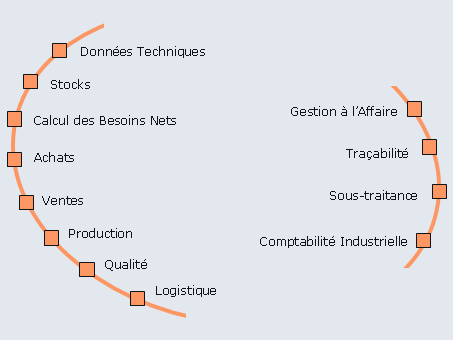 Données Techniques
Stocks
Calcul des Besoins Nets
Achats
Ventes
Production
Qualité
Logistique
Gestion à l'Affaire
Traçabilité
Sous-traitance
Comptabilité Industrielle